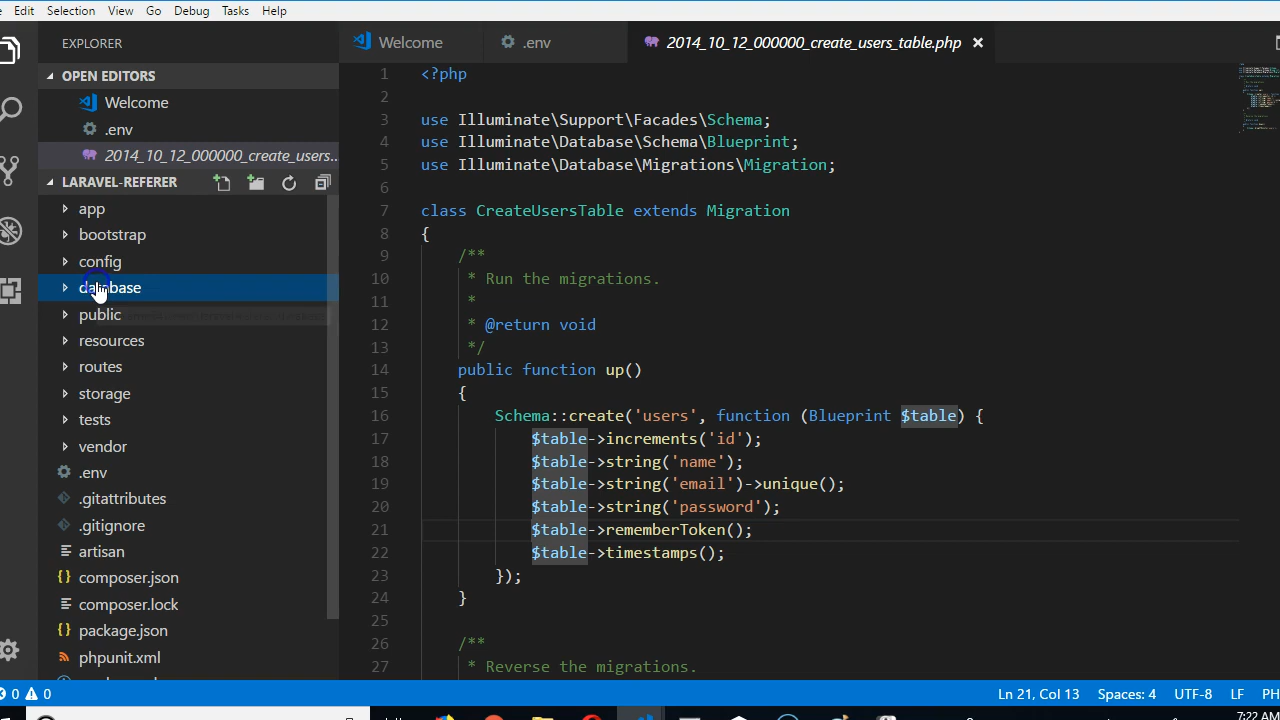 Edit Selection View Go Debug Tasks Help
EXPLORER
OPEN EDITORS
Welcome
.env
2014_10_12_000000_create_users...
LARAVEL-REFERER
app
bootstrap
config
database
public
resources
routes
storage
tests
vendor
.env
.gitattributes
.gitignore
artisan
composer.json
composer.lock
package.json
phpunit.xml
Welcome .env 2014_10_12_000000_create_users_table.php
1 <?php
2
3 use Illuminate\Support\Facades\Schema;
4 use Illuminate\Database\Schema\Blueprint;
5 use Illuminate\Database\Migrations\Migration;
6
7 class CreateUsersTable extends Migration
8 {
9 /**
10 * Run the migrations.
11 *
12 * @return void
13 */
14 public function up()
15 {
16 Schema::create('users', function (Blueprint $table) {
17 $table->increments('id');
18 $table->string('name');
19 $table->string('email')->unique();
20 $table->string('password');
21 $table->rememberToken();
22 $table->timestamps();
23 });
24 }
25
26 /**
27 * Reverse the migrations.
0 0 Ln 21, Col 13 Spaces: 4 UTF-8 LF PH
7:22 AM